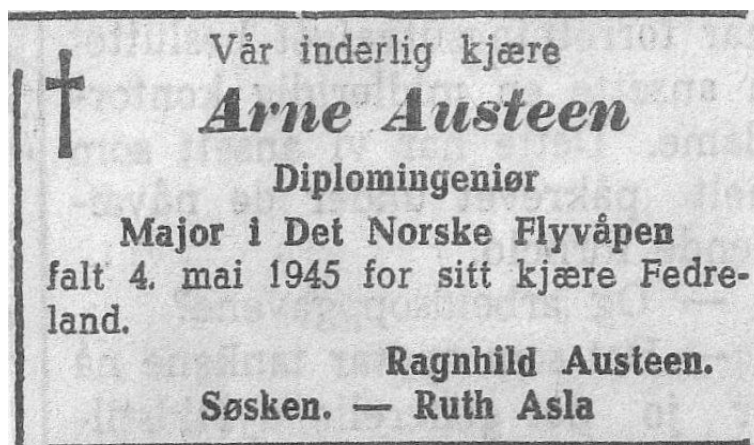 Vår inderlig kjære
Arne Austeen
Diplomingeniør
Major i Det Norske Flyvåpen
falt 4. mai 1945 for sitt kjære Fedre-
land.
Ragnhild Austeen.
Søsken. — Ruth Asla